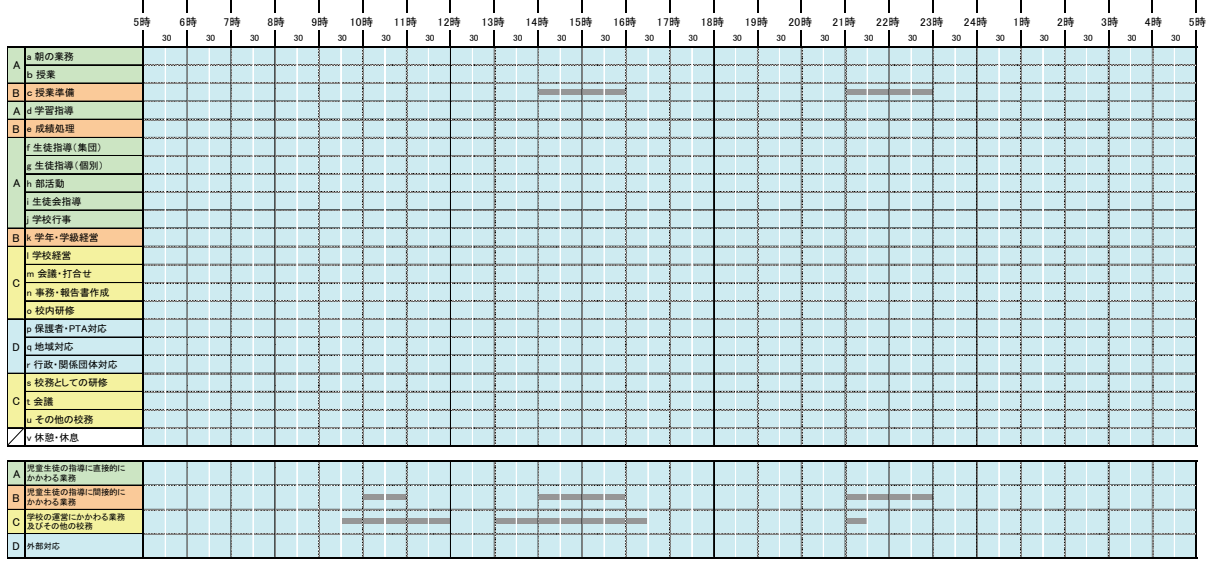 5時 6時 7時 8時 9時 10時 11時 12時 13時 14時 15時 16時 17時 18時 19時 20時 21時 22時 23時 24時 1時 2時 3時 4時 5時
30 30 30 30 30 30 30 30 30 30 30 30 30 30 30 30 30 30 30 30 30 30 30 30
A
a 朝の業務
b 授業
B c 授業準備
A d 学習指導
B e 成績処理
A
f 生徒指導(集団)
g 生徒指導(個別)
h 部活動
i 生徒会指導
j 学校行事
B k 学年・学級経営
C
l 学校経営
m 会議・打合せ
n 事務・報告書作成
o 校内研修
D
p 保護者・PTA対応
q 地域対応
r 行政・関係団体対応
C
s 校務としての研修
t 会議
u その他の校務
v 休憩・休息
A 児童生徒の指導に直接的に
かかわる業務
B 児童生徒の指導に間接的に
かかわる業務
C 学校の運営にかかわる業務
及びその他の校務
D 外部対応